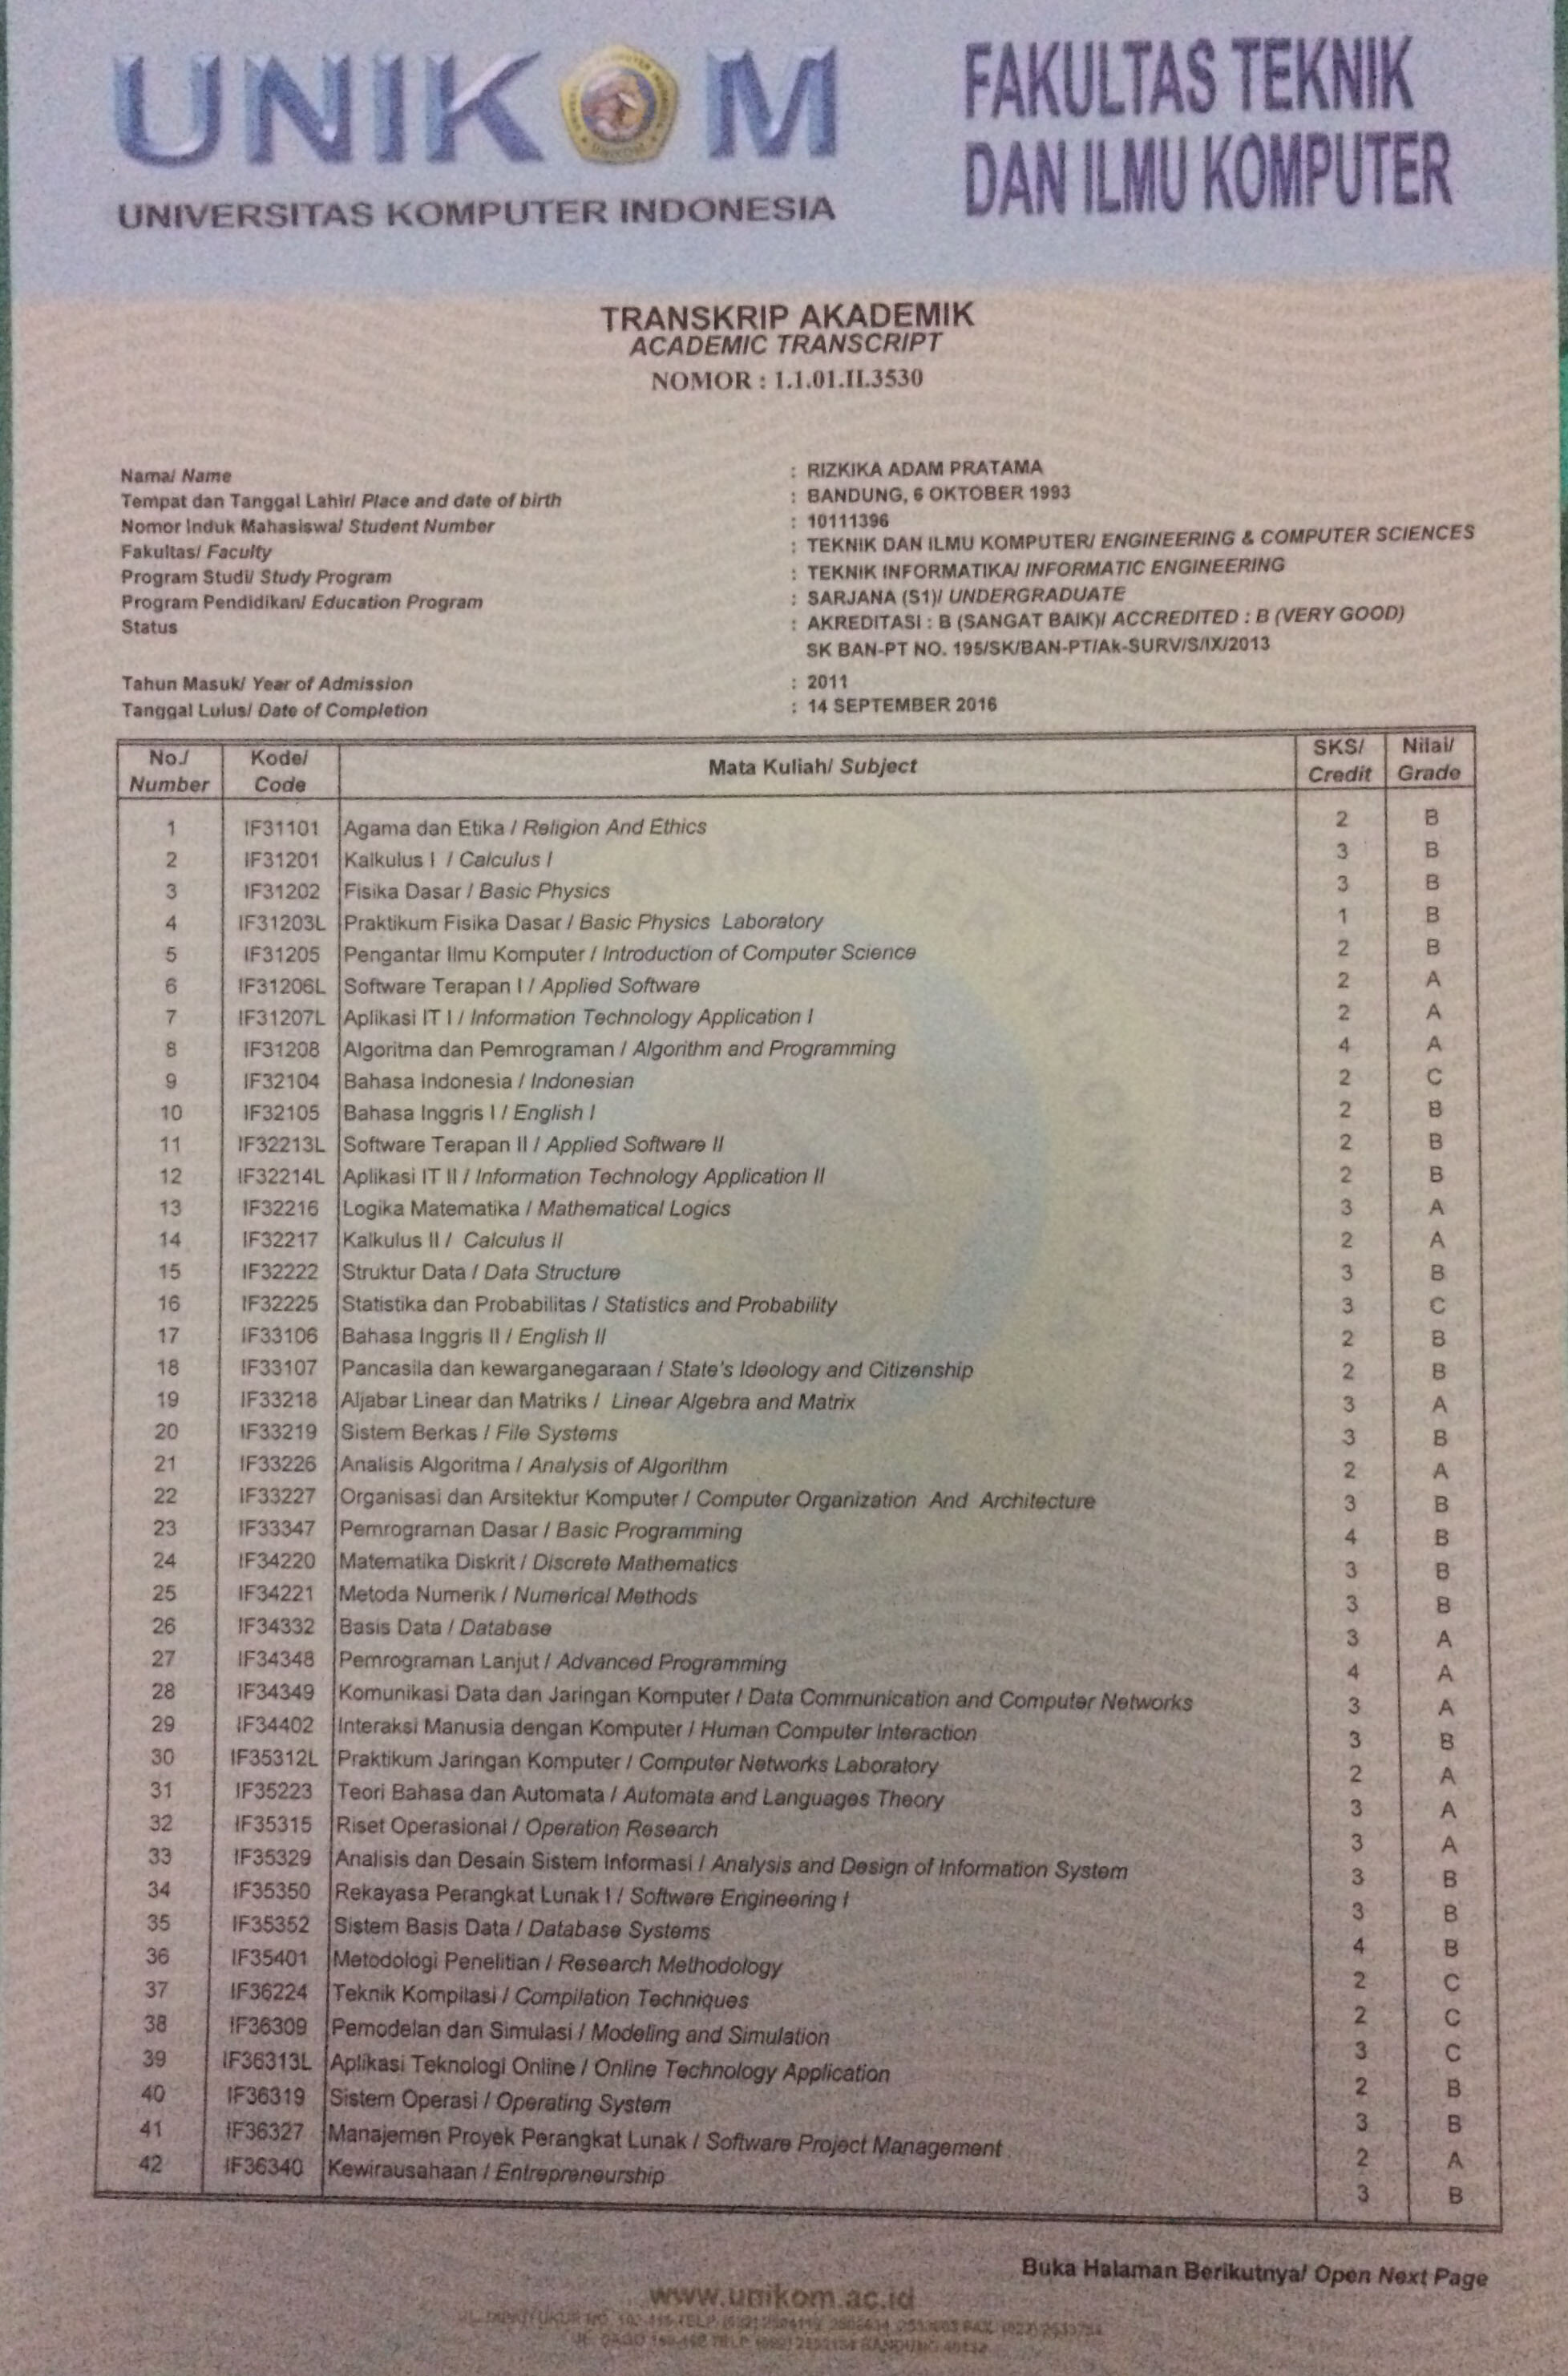 UNIKOM
UNIVERSITAS KOMPUTER INDONESIA
FAKULTAS TEKNIK
DAN ILMU KOMPUTER
TRANSKRIP AKADEMIK
ACADEMIC TRANSCRIPT
NOMOR : 1.1.01.II.3530
Nama/ Name : RIZKIKA ADAM PRATAMA
Tempat dan Tanggal Lahir/ Place and date of birth : BANDUNG, 6 OKTOBER 1993
Nomor Induk Mahasiswa/ Student Number : 10111396
Fakultas/ Faculty : TEKNIK DAN ILMU KOMPUTER/ ENGINEERING & COMPUTER SCIENCES
Program Studi/ Study Program : TEKNIK INFORMATIKA/ INFORMATIC ENGINEERING
Program Pendidikan/ Education Program : SARJANA (S1)/ UNDERGRADUATE
Status : AKREDITASI : B (SANGAT BAIK)/ ACCREDITED : B (VERY GOOD)
SK BAN-PT NO. 195/SK/BAN-PT/Ak-SURV/S/IX/2013
Tahun Masuk/ Year of Admission : 2011
Tanggal Lulus/ Date of Completion : 14 SEPTEMBER 2016
No./ Kode/ Mata Kuliah/ Subject SKS/ Nilai/
Number Code Credit Grade
1 IF31101 Agama dan Etika / Religion And Ethics 2 B
2 IF31201 Kalkulus I / Calculus I 3 B
3 IF31202 Fisika Dasar / Basic Physics 3 B
4 IF31203L Praktikum Fisika Dasar / Basic Physics Laboratory 1 B
5 IF31205 Pengantar Ilmu Komputer / Introduction of Computer Science 2 B
6 IF31206L Software Terapan I / Applied Software 2 A
7 IF31207L Aplikasi IT I / Information Technology Application I 2 A
8 IF31208 Algoritma dan Pemrograman / Algorithm and Programming 4 A
9 IF32104 Bahasa Indonesia / Indonesian 2 C
10 IF32105 Bahasa Inggris I / English I 2 B
11 IF32213L Software Terapan II / Applied Software II 2 B
12 IF32214L Aplikasi IT II / Information Technology Application II 2 B
13 IF32216 Logika Matematika / Mathematical Logics 3 A
14 IF32217 Kalkulus II / Calculus II 2 A
15 IF32222 Struktur Data / Data Structure 3 B
16 IF32225 Statistika dan Probabilitas / Statistics and Probability 3 C
17 IF33106 Bahasa Inggris II / English II 2 B
18 IF33107 Pancasila dan kewarganegaraan / State's Ideology and Citizenship 2 B
19 IF33218 Aljabar Linear dan Matriks / Linear Algebra and Matrix 3 A
20 IF33219 Sistem Berkas / File Systems 3 B
21 IF33226 Analisis Algoritma / Analysis of Algorithm 2 A
22 IF33227 Organisasi dan Arsitektur Komputer / Computer Organization And Architecture 3 B
23 IF33347 Pemrograman Dasar / Basic Programming 4 B
24 IF34220 Matematika Diskrit / Discrete Mathematics 3 B
25 IF34221 Metoda Numerik / Numerical Methods 3 B
26 IF34332 Basis Data / Database 3 A
27 IF34348 Pemrograman Lanjut / Advanced Programming 4 A
28 IF34349 Komunikasi Data dan Jaringan Komputer / Data Communication and Computer Networks 3 A
29 IF34402 Interaksi Manusia dengan Komputer / Human Computer Interaction 3 B
30 IF35312L Praktikum Jaringan Komputer / Computer Networks Laboratory 2 A
31 IF35223 Teori Bahasa dan Automata / Automata and Languages Theory 3 A
32 IF35315 Riset Operasional / Operation Research 3 A
33 IF35329 Analisis dan Desain Sistem Informasi / Analysis and Design of Information System 3 B
34 IF35350 Rekayasa Perangkat Lunak I / Software Engineering I 3 B
35 IF35352 Sistem Basis Data / Database Systems 4 B
36 IF35401 Metodologi Penelitian / Research Methodology 2 C
37 IF36224 Teknik Kompilasi / Compilation Techniques 2 C
38 IF36309 Pemodelan dan Simulasi / Modeling and Simulation 3 C
39 IF36313L Aplikasi Teknologi Online / Online Technology Application 2 B
40 IF36319 Sistem Operasi / Operating System 3 B
41 IF36327 Manajemen Proyek Perangkat Lunak / Software Project Management 2 A
42 IF36340 Kewirausahaan / Entrepreneurship 3 B
Buka Halaman Berikutnya/ Open Next Page
www.unikom.ac.id